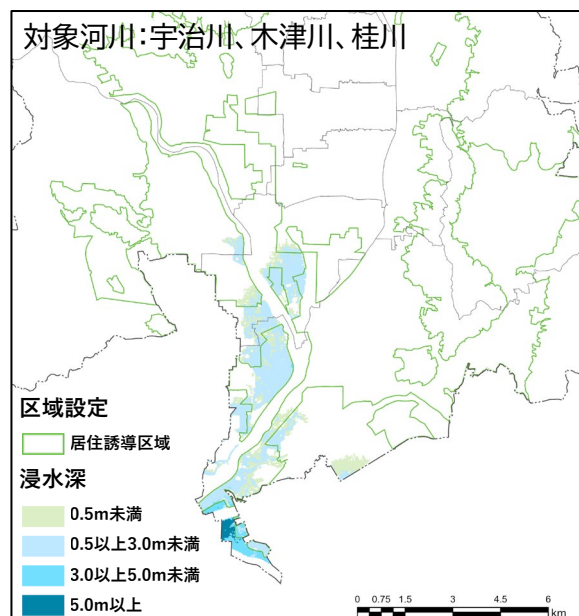 対象河川：宇治川、木津川、桂川
区域設定
居住誘導区域
浸水深
0.5m未満
0.5以上3.0m未満
3.0以上5.0m未満
5.0m以上
0 0.75 1.5 3 4.5 6
km